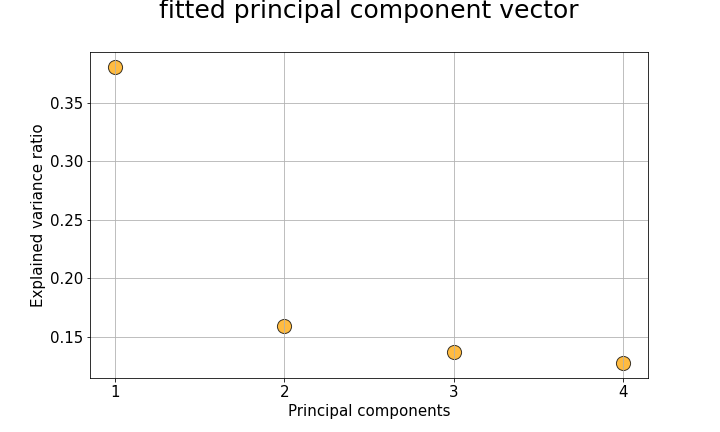 fitted principal component vector
0.35
0.30
0.25
0.20
0.15
Explained variance ratio
1 2 3 4
Principal components